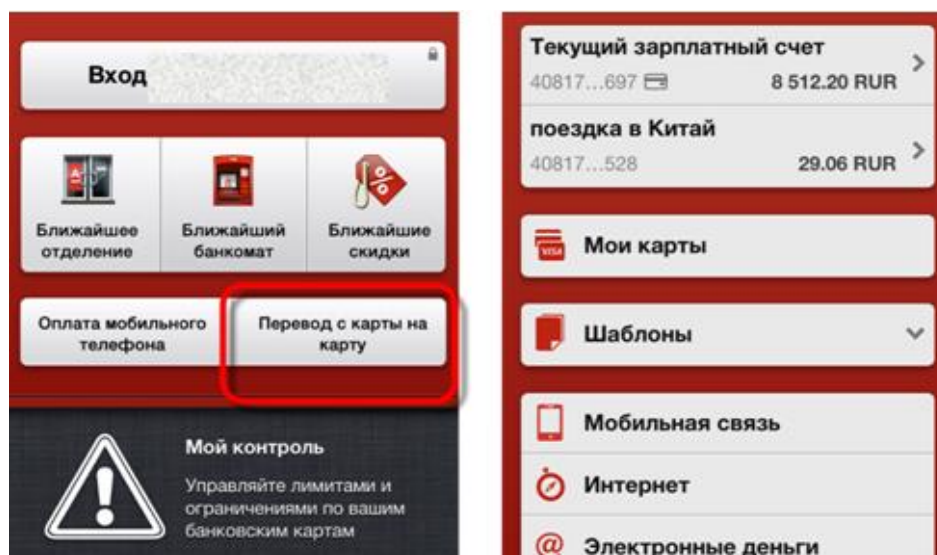 Вход
Ближайшее
отделение
Ближайший
банкомат
Ближайшие
скидки
Оплата мобильного
телефона
Перевод с карты на
карту
Мой контроль
Управляйте лимитами и
ограничениями по вашим
банковским картам
Текущий зарплатный счет
40817...697 8 512.20 RUR
поездка в Китай
40817...528 29.06 RUR
VISA
Мои карты
Шаблоны
Мобильная связь
Интернет
@ Электронные деньги